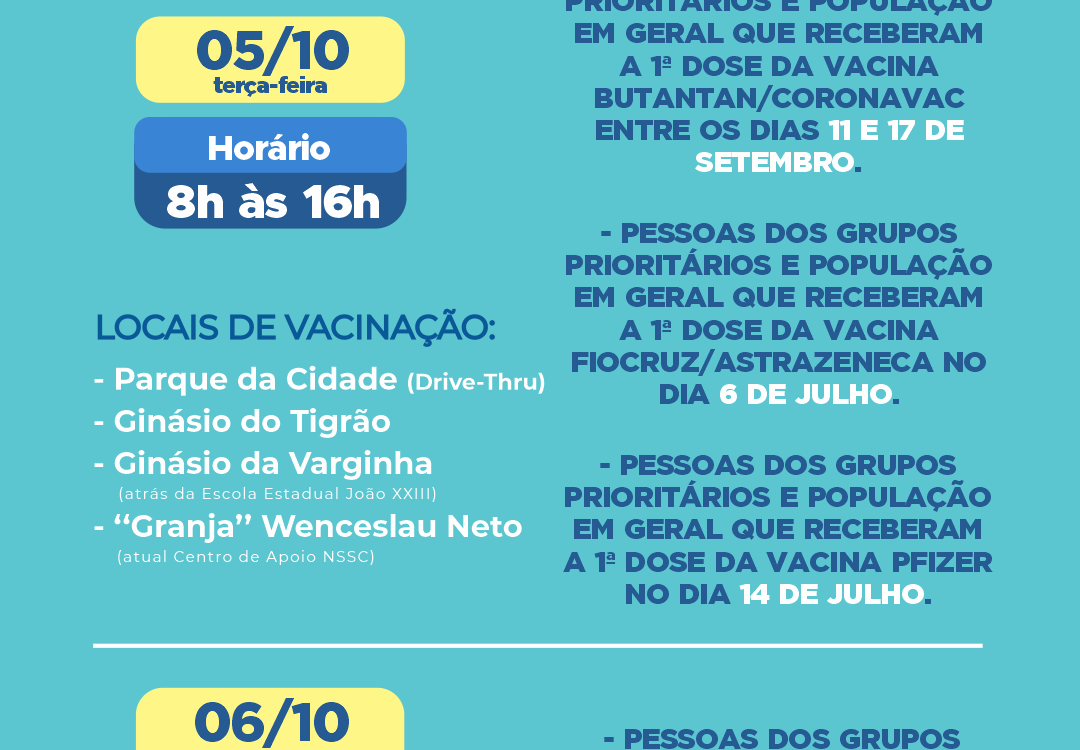 05/10
terça-feira
Horário
8h às 16h
LOCAIS DE VACINAÇÃO:
- Parque da Cidade (Drive-Thru)
- Ginásio do Tigrão
- Ginásio da Varginha
(atrás da Escola Estadual João XXIII)
- “Granja” Wenceslau Neto
(atual Centro de Apoio NSSC)
PRIORITÁRIOS E POPULAÇÃO
EM GERAL QUE RECEBERAM
A 1ª DOSE DA VACINA
BUTANTAN/CORONAVAC
ENTRE OS DIAS 11 E 17 DE
SETEMBRO.
- PESSOAS DOS GRUPOS
PRIORITÁRIOS E POPULAÇÃO
EM GERAL QUE RECEBERAM
A 1ª DOSE DA VACINA
FIOCRUZ/ASTRAZENECA NO
DIA 6 DE JULHO.
- PESSOAS DOS GRUPOS
PRIORITÁRIOS E POPULAÇÃO
EM GERAL QUE RECEBERAM
A 1ª DOSE DA VACINA PFIZER
NO DIA 14 DE JULHO.
06/10
- PESSOAS DOS GRUPOS